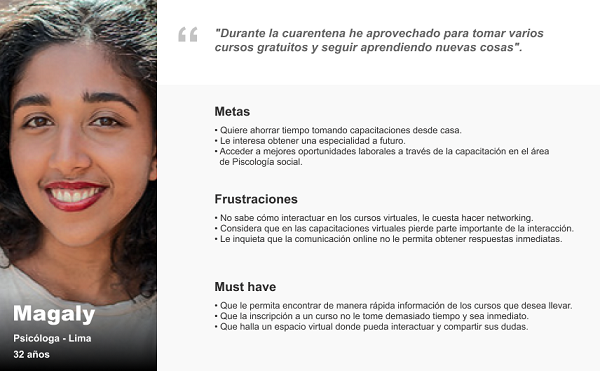 "Durante la cuarentena he aprovechado para tomar varios
cursos gratuitos y seguir aprendiendo nuevas cosas".
Metas
• Quiere ahorrar tiempo tomando capacitaciones desde casa.
• Le interesa obtener una especialidad a futuro.
• Acceder a mejores oportunidades laborales a través de la capacitación en el área
de Piscología social.
Frustraciones
• No sabe cómo interactuar en los cursos virtuales, le cuesta hacer networking.
• Considera que en las capacitaciones virtuales pierde parte importante de la interacción.
• Le inquieta que la comunicación online no le permita obtener respuestas inmediatas.
Must have
• Que le permita encontrar de manera rápida información de los cursos que desea llevar.
• Que la inscripción a un curso no le tome demasiado tiempo y sea inmediato.
• Que halla un espacio virtual donde pueda interactuar y compartir sus dudas.
Magaly
Psicóloga - Lima
32 años